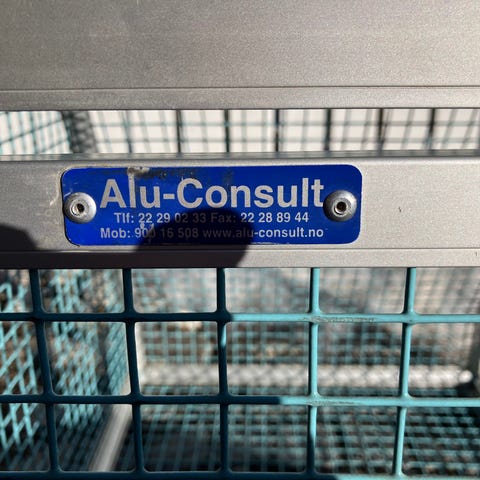 Alu-Consult
Tlf: 22 29 02 33 Fax: 22 28 89 44
Mob: 900 16 508 www.alu-consult.no